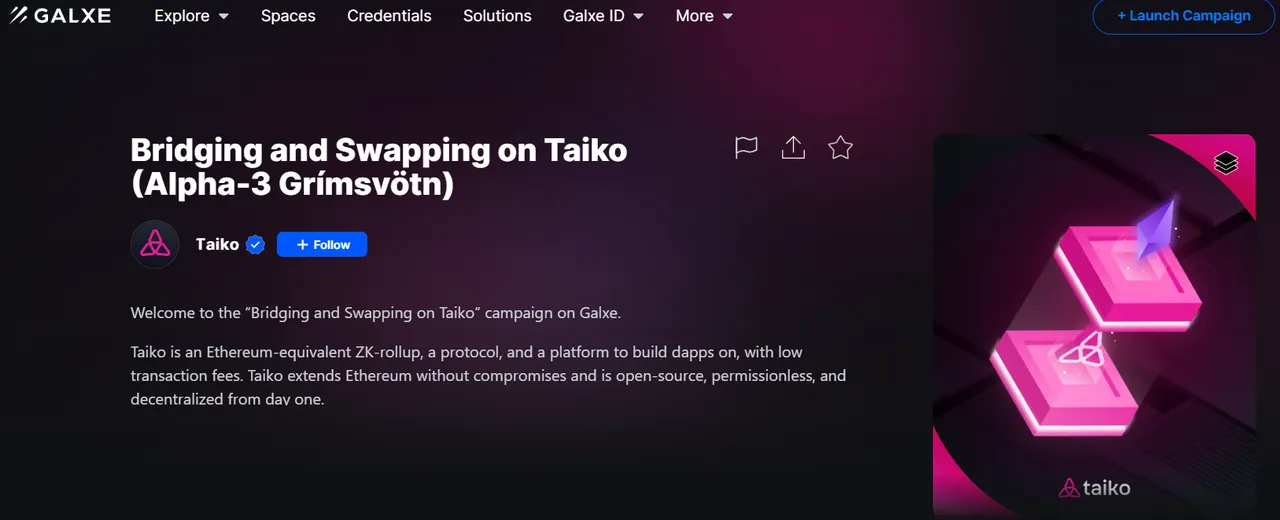 GALXE
Explore
Spaces
Credentials
Solutions
Galxe ID
More
+ Launch Campaign
Bridging and Swapping on Taiko
(Alpha-3 Grímsvötn)
Taiko
+ Follow
Welcome to the “Bridging and Swapping on Taiko” campaign on Galxe.
Taiko is an Ethereum-equivalent ZK-rollup, a protocol, and a platform to build dapps on, with low
transaction fees. Taiko extends Ethereum without compromises and is open-source, permissionless, and
decentralized from day one.
taiko